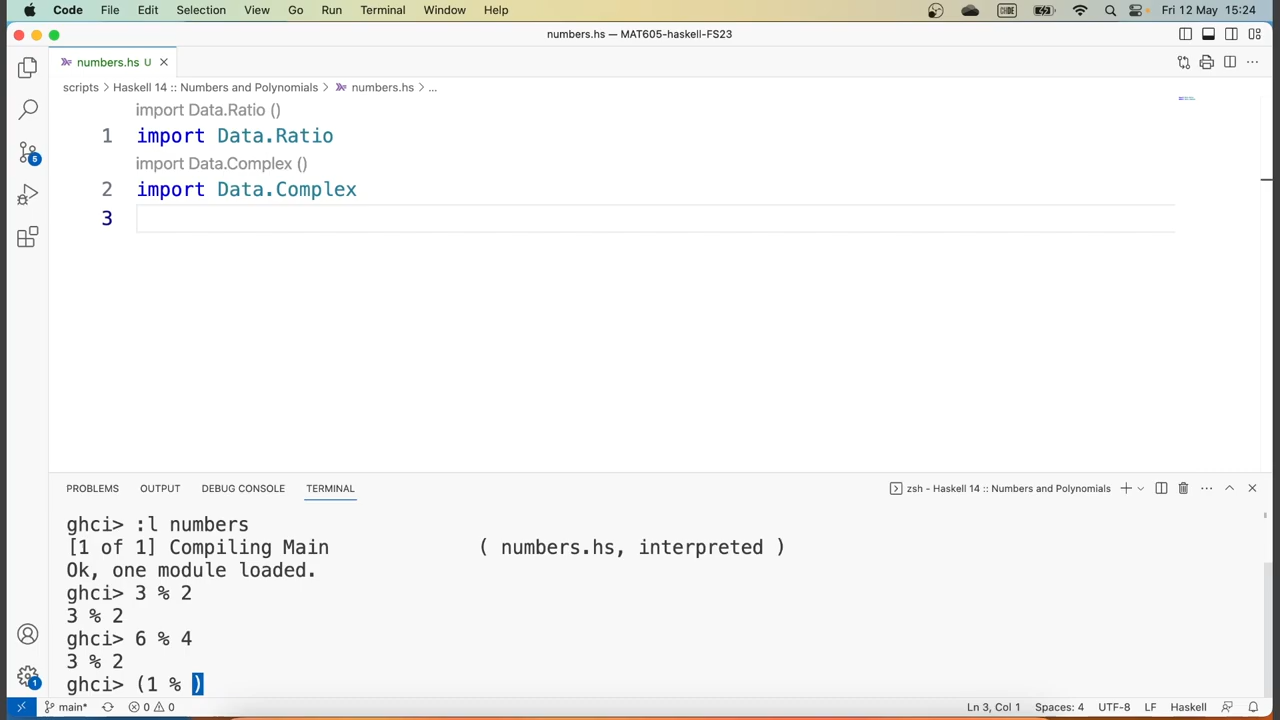 Code File Edit Selection View Go Run Terminal Window Help Fri 12 May 15:24
numbers.hs — MAT605-haskell-FS23
numbers.hs U
scripts > Haskell 14 :: Numbers and Polynomials > numbers.hs > ...
import Data.Ratio ()
1 import Data.Ratio
import Data.Complex ()
2 import Data.Complex
3
5
PROBLEMS OUTPUT DEBUG CONSOLE TERMINAL zsh - Haskell 14 :: Numbers and Polynomials
ghci> :l numbers
[1 of 1] Compiling Main ( numbers.hs, interpreted )
Ok, one module loaded.
ghci> 3 % 2
3 % 2
ghci> 6 % 4
3 % 2
ghci> (1 % )
1
main* 0 0 Ln 3, Col 1 Spaces: 4 UTF-8 LF Haskell